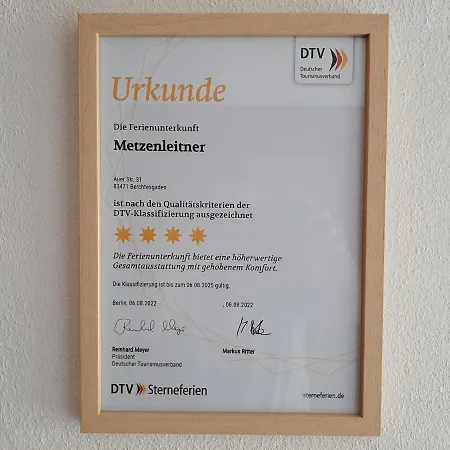 DTV
Deutscher
Tourismusverband
Urkunde
Die Ferienunterkunft
Metzenleitner
Auer Str. 31
83471 Berchtesgaden
ist nach den Qualitätskriterien der
DTV-Klassifizierung ausgezeichnet
Die Ferienunterkunft bietet eine höherwertige
Gesamtausstattung mit gehobenem Komfort.
Die Klassifizierung ist bis zum 06.08.2025 gültig.
Berlin, 06.08.2022 , 06.08.2022
Reinhard Meyer Markus Ritter
Präsident
Deutscher Tourismusverband
DTV Sterneferien
sterneferien.de